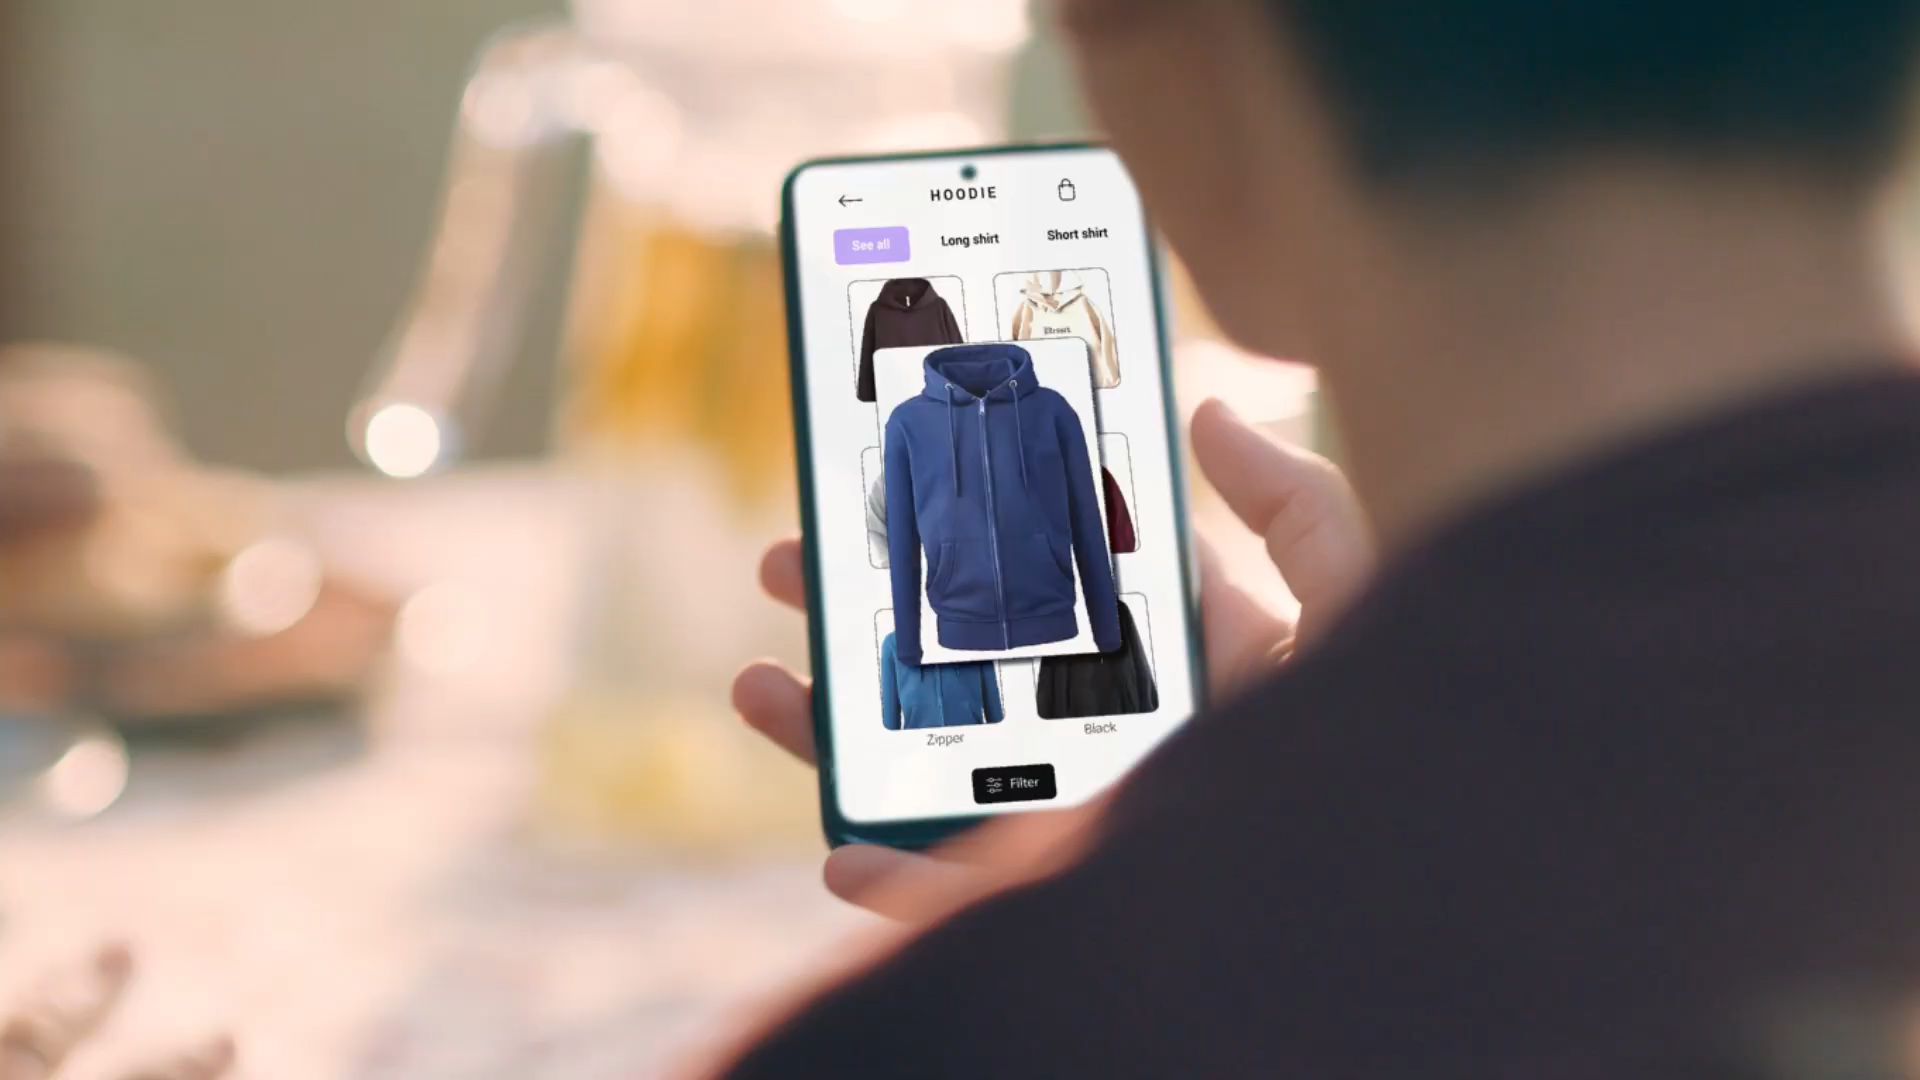 HOODIE
See all
Long shirt
Short shirt
Zipper
Black
Filter